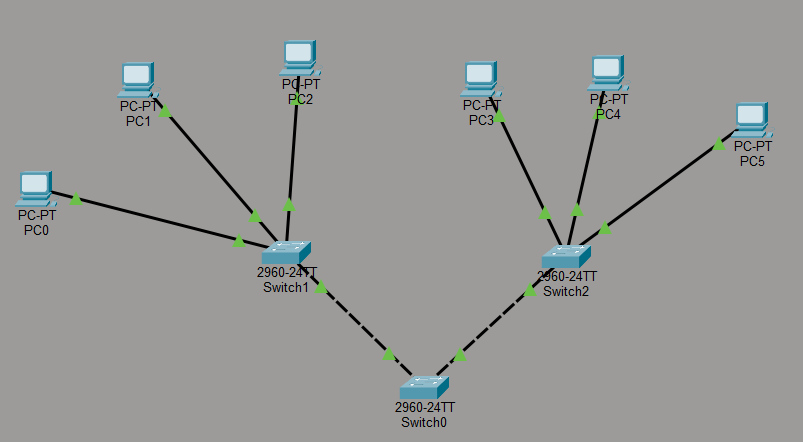 PC-PT
PC2
PC-PT
PC1
PC-PT
PC3
PC-PT
PC4
PC-PT
PC5
PC-PT
PC0
2960-24TT
Switch1
2960-24TT
Switch2
2960-24TT
Switch0